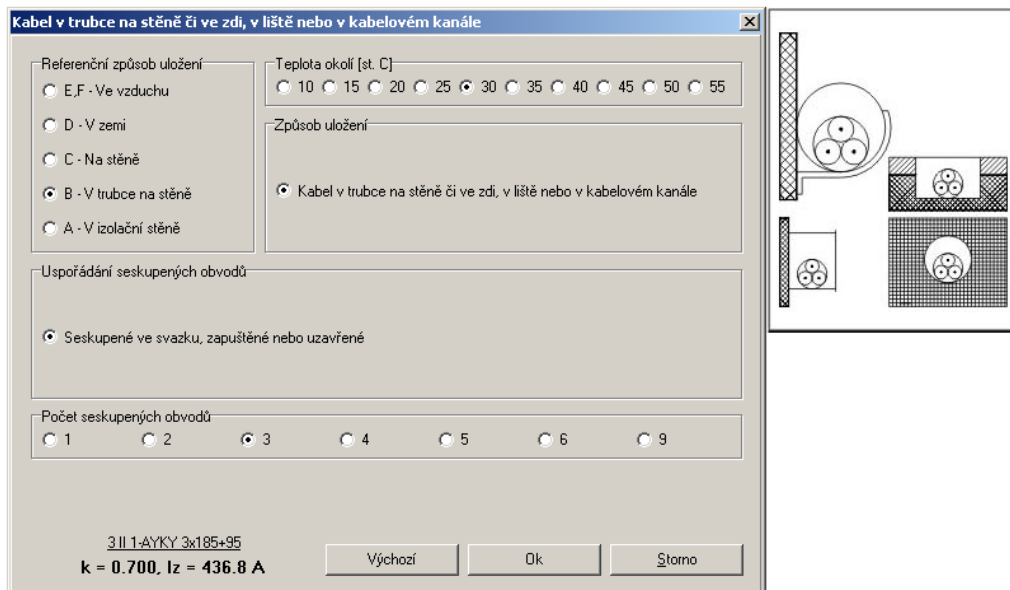 Kabel v trubce na stěně či ve zdi, v liště nebo v kabelovém kanále
Referenční způsob uložení
E,F - Ve vzduchu
D - V zemi
C - Na stěně
B - V trubce na stěně
A - V izolační stěně
Teplota okolí [st. C]
10 15 20 25 30 35 40 45 50 55
Způsob uložení
Kabel v trubce na stěně či ve zdi, v liště nebo v kabelovém kanále
Uspořádání seskupených obvodů
Seskupené ve svazku, zapuštěné nebo uzavřené
Počet seskupených obvodů
1 2 3 4 5 6 9
3 II 1-AYKY 3x185+95
k = 0.700, Iz = 436.8 A
Výchozí
Ok
Storno